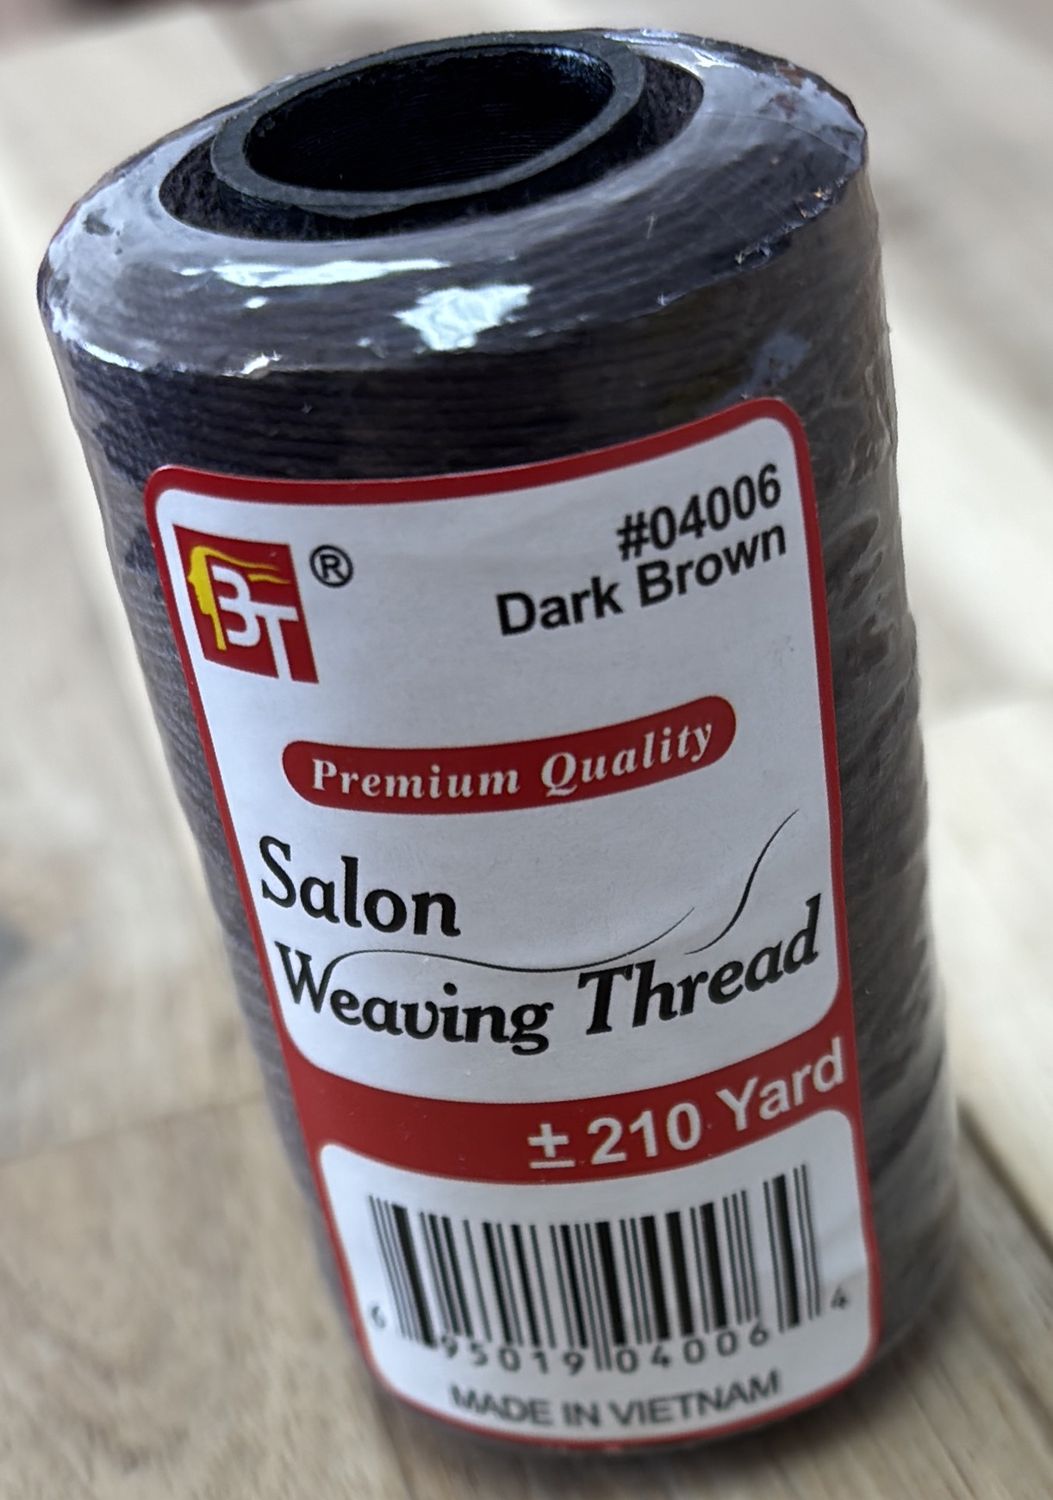 BT®
#04006
Dark Brown
Premium Quality
Salon
Weaving Thread
± 210 Yard
6 95019 04006 4
MADE IN VIETNAM